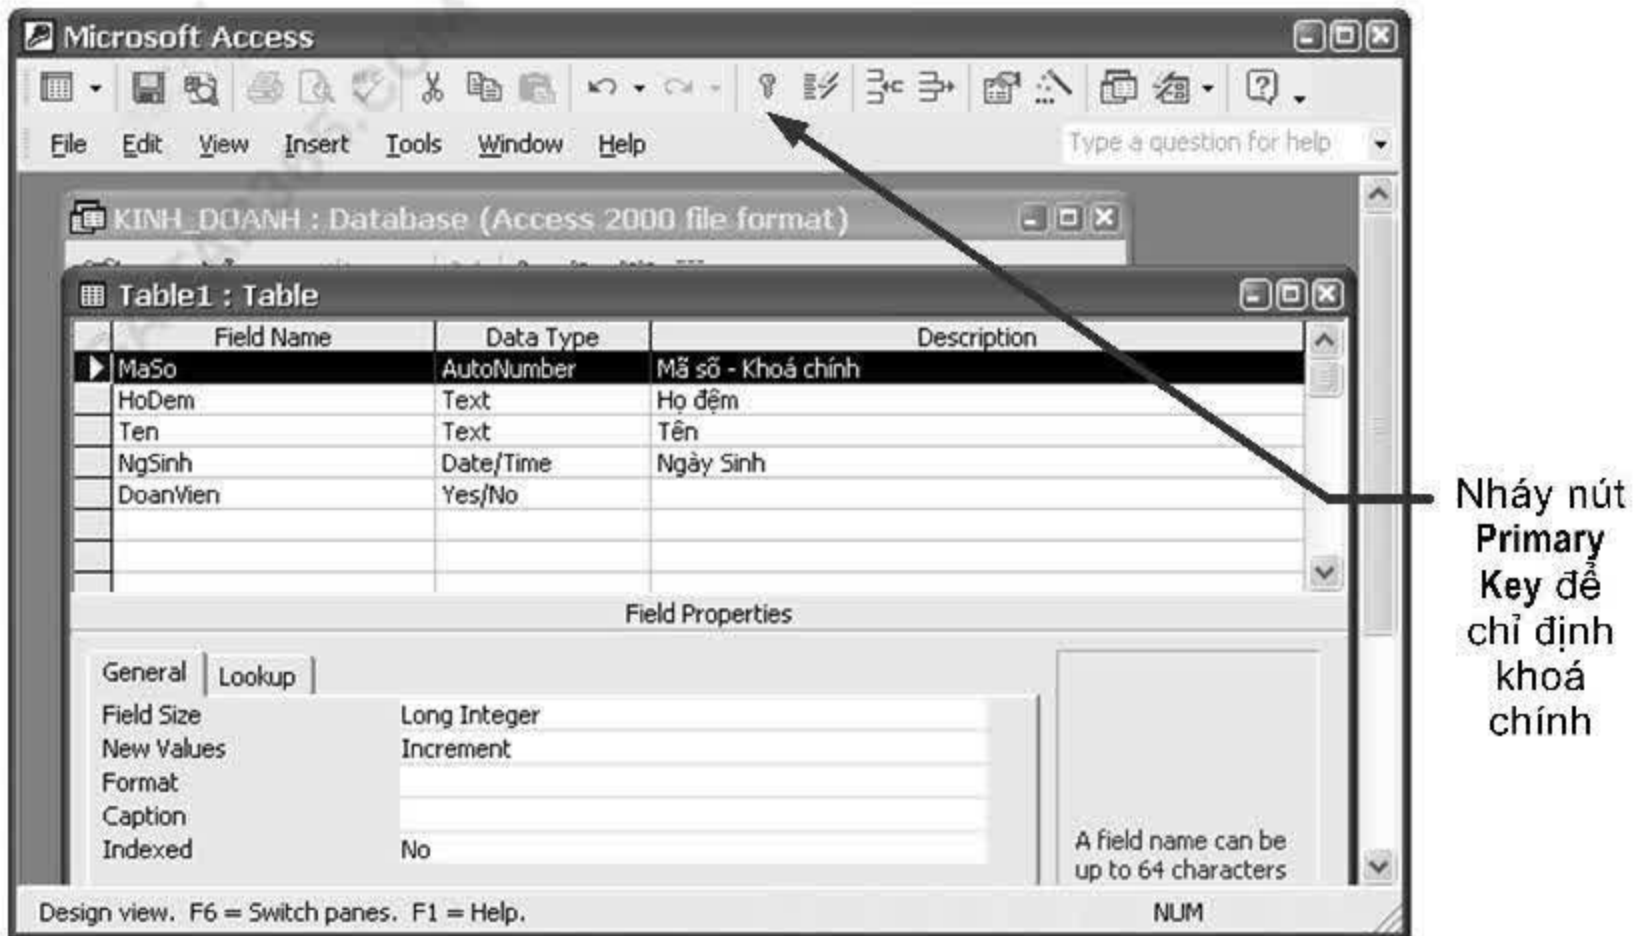 Microsoft Access
File Edit View Insert Tools Window Help
Type a question for help
KINH_DOANH : Database (Access 2000 file format)
Table1 : Table
Field Name Data Type Description
MaSo AutoNumber Mã số - Khoá chính
HoDem Text Họ đệm
Ten Text Tên
NgSinh Date/Time Ngày Sinh
DoanVien Yes/No
Field Properties
General Lookup
Field Size Long Integer
New Values Increment
Format
Caption
Indexed No
A field name can be
up to 64 characters
Design view. F6 = Switch panes. F1 = Help.
NUM
Nháy nút
Primary
Key để
chỉ định
khoá
chính